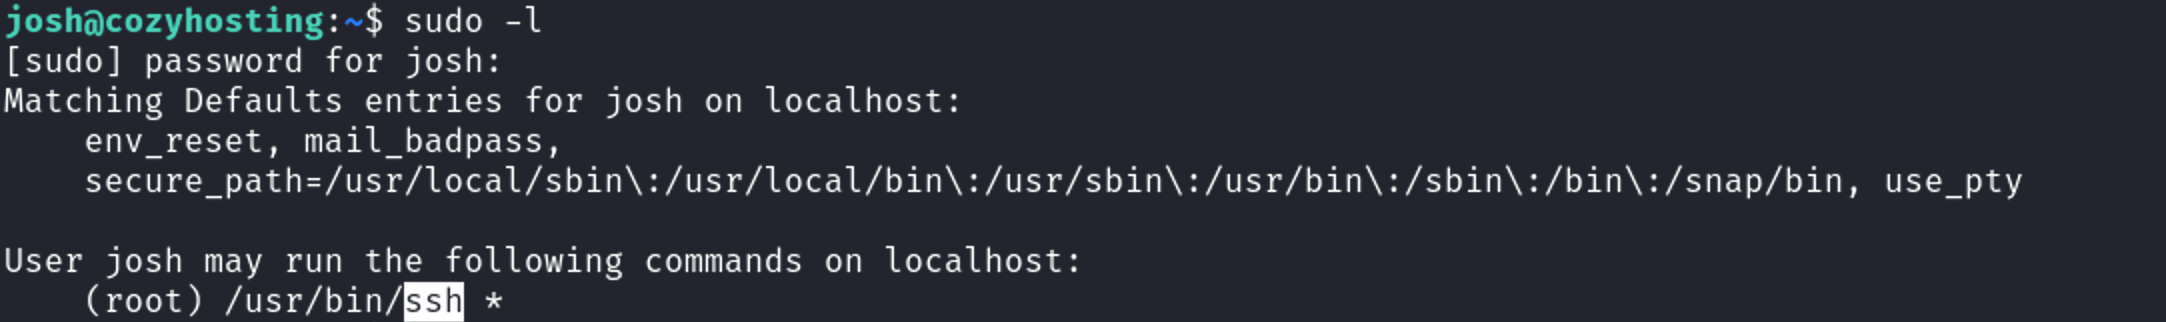 josh@cozyhosting:~$ sudo -l
[sudo] password for josh:
Matching Defaults entries for josh on localhost:
    env_reset, mail_badpass,
    secure_path=/usr/local/sbin\:/usr/local/bin\:/usr/sbin\:/usr/bin\:/sbin\:/bin\:/snap/bin, use_pty

User josh may run the following commands on localhost:
    (root) /usr/bin/ssh *